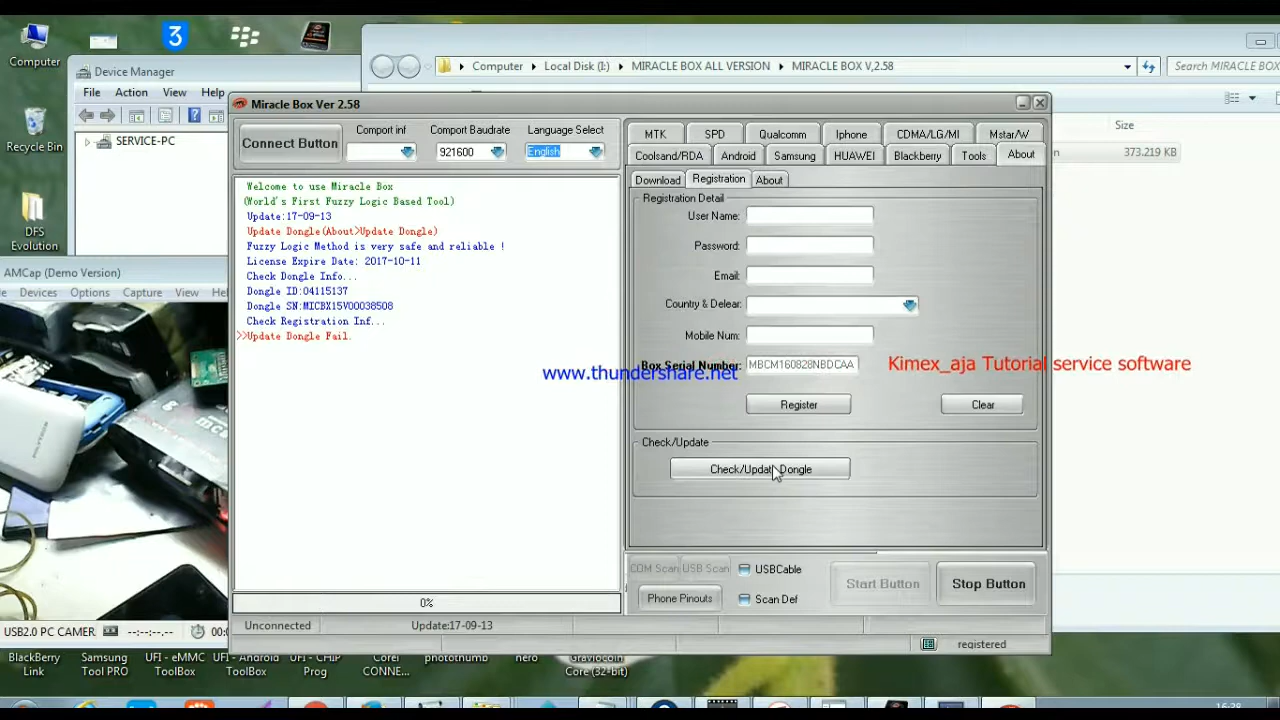 Computer
Recycle Bin
DFS
Evolution
3
Device Manager
File Action View Help
SERVICE-PC
Computer
Local Disk (I:)
MIRACLE BOX ALL VERSION
MIRACLE BOX V,2.58
Search MIRACLE BOX
Size
373.219 KB
AMCap (Demo Version)
Devices Options Capture View
USB2.0 PC CAMER
--:--:--.--
Miracle Box Ver 2.58
Connect Button
Comport inf
Comport Baudrate
921600
Language Select
English
Welcome to use Miracle Box
(World's First Fuzzy Logic Based Tool)
Update:17-09-13
Update Dongle(About>Update Dongle)
Fuzzy Logic Method is very safe and reliable !
License Expire Date: 2017-10-11
Check Dongle Info...
Dongle ID:04115137
Dongle SN:MICBX15V00038508
Check Registration Inf...
>>Update Dongle Fail.
0%
Unconnected
Update:17-09-13
MTK SPD Qualcomm Iphone CDMA/LG/MI Mstar/W
Coolsand/RDA Android Samsung HUAWEI Blackberry Tools About
Download Registration About
Registration Detail
User Name:
Password:
Email:
Country & Delear:
Mobile Num:
Box Serial Number: MBCM160828NBDCAA
Register
Clear
Check/Update
Check/Update Dongle
COM Scan USB Scan
USBCable
Phone Pinouts
Scan Def
Start Button
Stop Button
registered
www.thundershare.net
Kimex_aja Tutorial service software
BlackBerry
Link
Samsung
Tool PRO
UFI - eMMC
ToolBox
UFI - Android
ToolBox
UFI - CHIP
Prog
Corel
CONNE...
photothumb
nero
Core (32-bit)